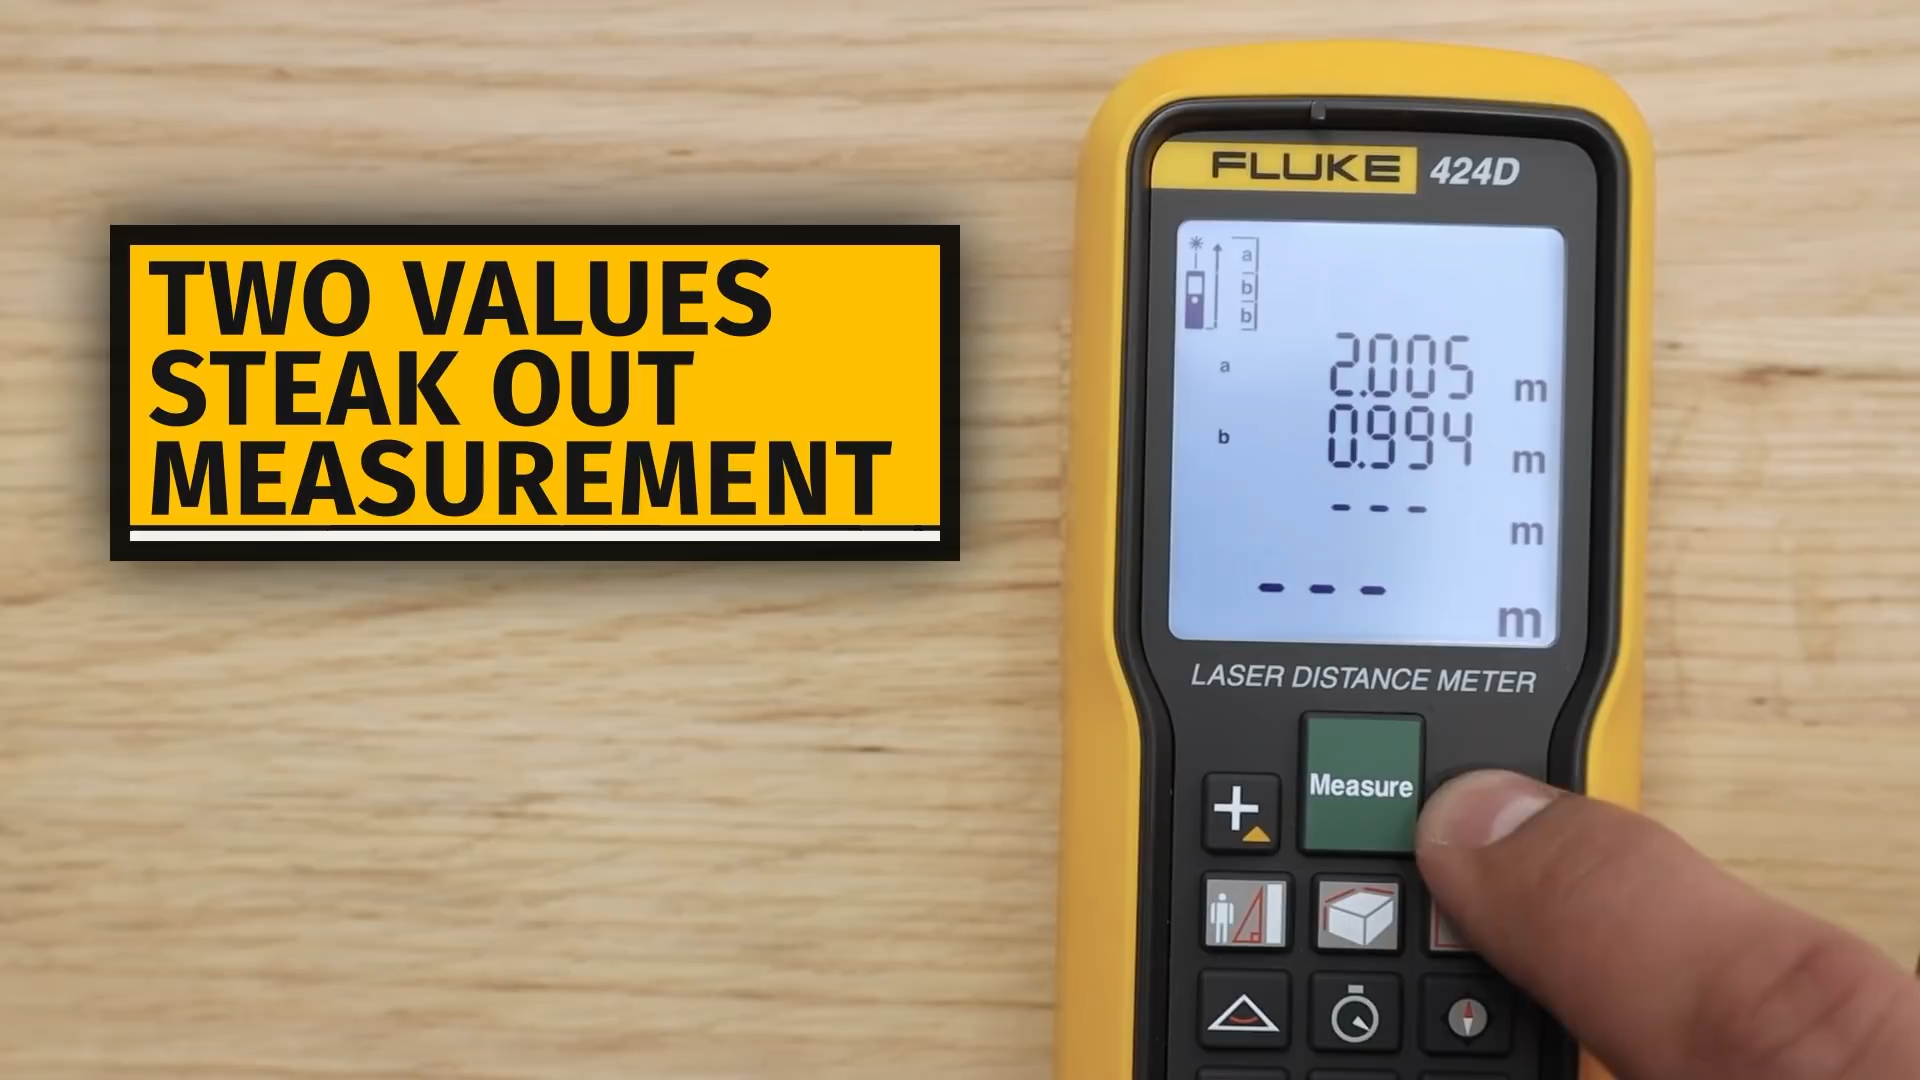 TWO VALUES
STEAK OUT
MEASUREMENT
FLUKE 424D
a
b
b
a 2.005 m
b 0.994 m
--- m
--- m
LASER DISTANCE METER
Measure